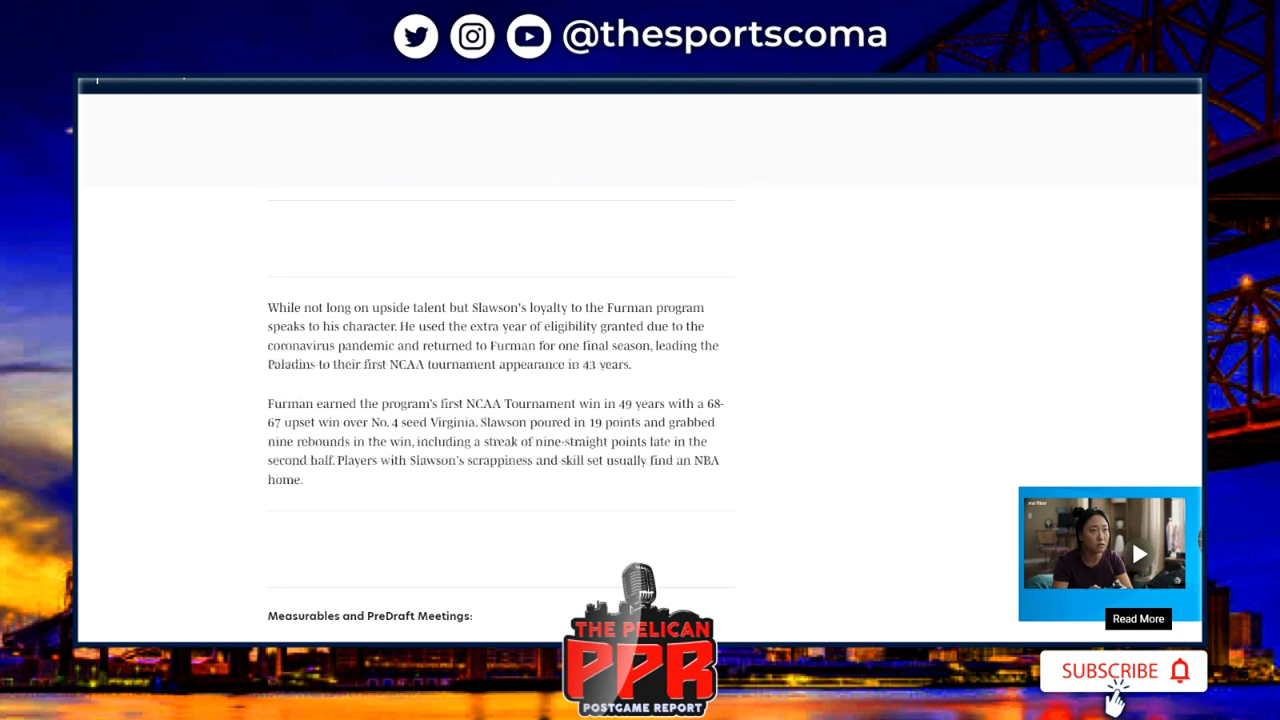 @thesportscoma
While not long on upside talent but Slawson's loyalty to the Furman program
speaks to his character. He used the extra year of eligibility granted due to the
coronavirus pandemic and returned to Furman for one final season, leading the
Paladins to their first NCAA tournament appearance in 43 years.
Furman earned the program's first NCAA Tournament win in 49 years with a 68-
67 upset win over No. 4 seed Virginia. Slawson poured in 19 points and grabbed
nine rebounds in the win, including a streak of nine-straight points late in the
second half. Players with Slawson's scrappiness and skill set usually find an NBA
home.
Measurables and PreDraft Meetings:
Read More
THE PELICAN
PPR
POSTGAME REPORT
SUBSCRIBE